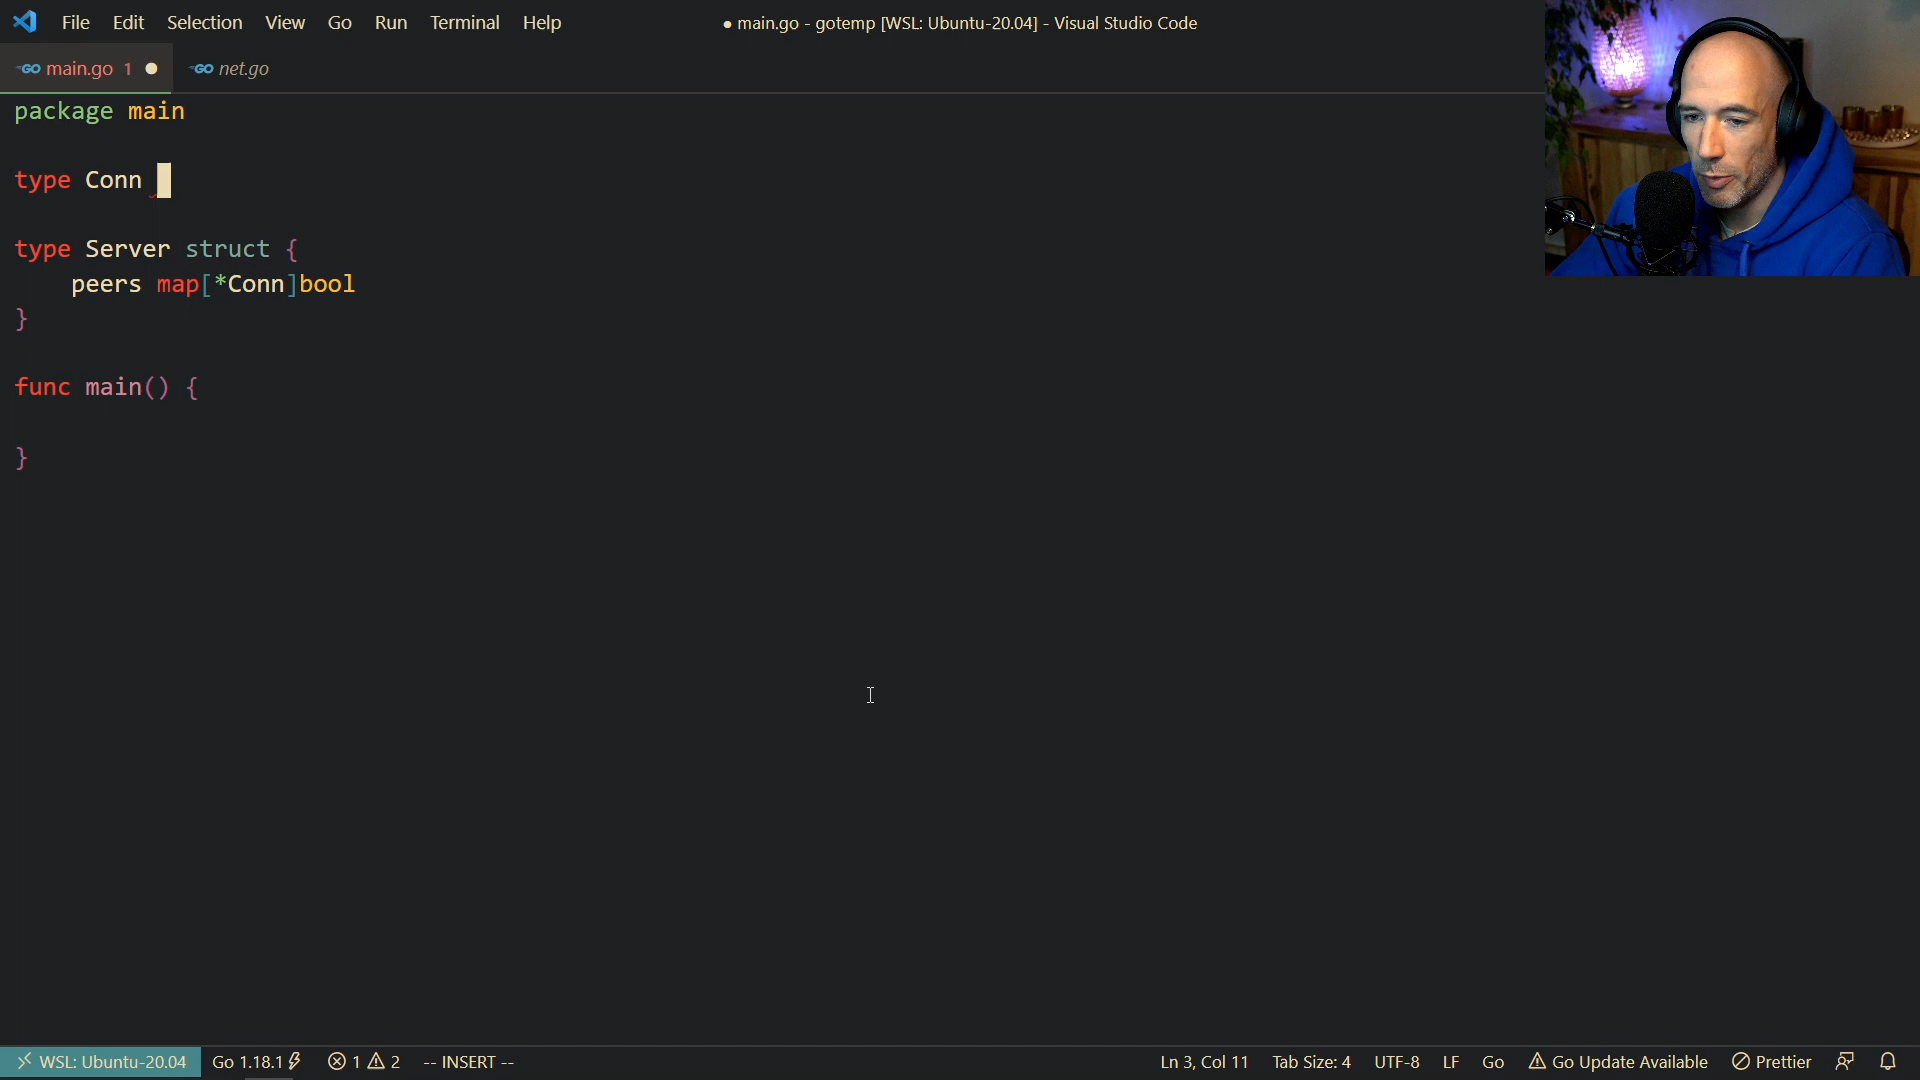 File Edit Selection View Go Run Terminal Help
● main.go - gotemp [WSL: Ubuntu-20.04] - Visual Studio Code
GO main.go 1 ●
GO net.go
package main
type Conn
type Server struct {
peers map[*Conn]bool
}
func main() {
}
WSL: Ubuntu-20.04
Go 1.18.1
1 2
-- INSERT --
Ln 3, Col 11
Tab Size: 4
UTF-8
LF
Go
Go Update Available
Prettier